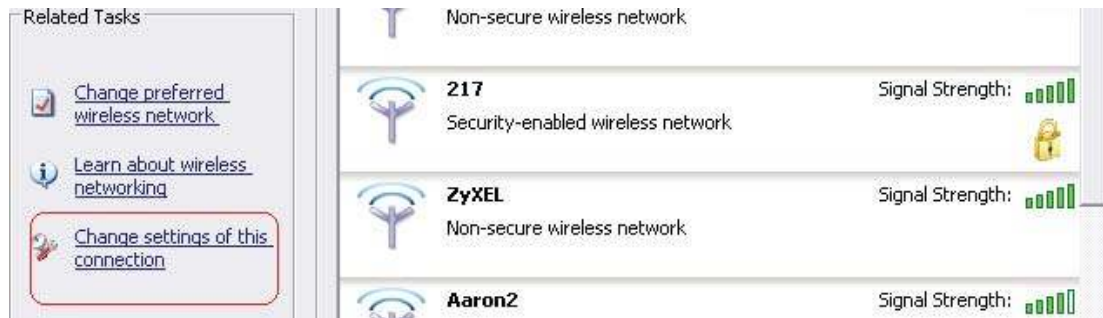 Related Tasks
Change preferred
wireless network
Learn about wireless
networking
Change settings of this
connection
Non-secure wireless network
217
Signal Strength:
Security-enabled wireless network
ZyXEL
Signal Strength:
Non-secure wireless network
Aaron2
Signal Strength: